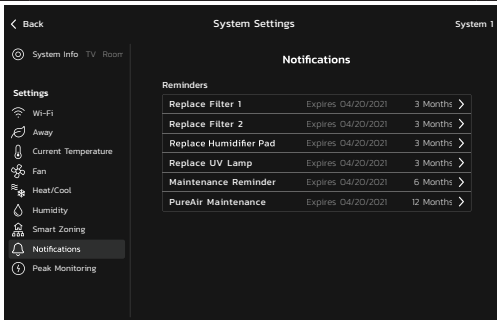 Back
System Settings
System 1
System Info TV Room
Settings
Wi-Fi
Away
Current Temperature
Fan
Heat/Cool
Humidity
Smart Zoning
Notifications
Peak Monitoring
Notifications
Reminders
Replace Filter 1 Expires 04/20/2021 3 Months
Replace Filter 2 Expires 04/20/2021 3 Months
Replace Humidifier Pad Expires 04/20/2021 3 Months
Replace UV Lamp Expires 04/20/2021 3 Months
Maintenance Reminder Expires 04/20/2021 6 Months
PureAir Maintenance Expires 04/20/2021 12 Months